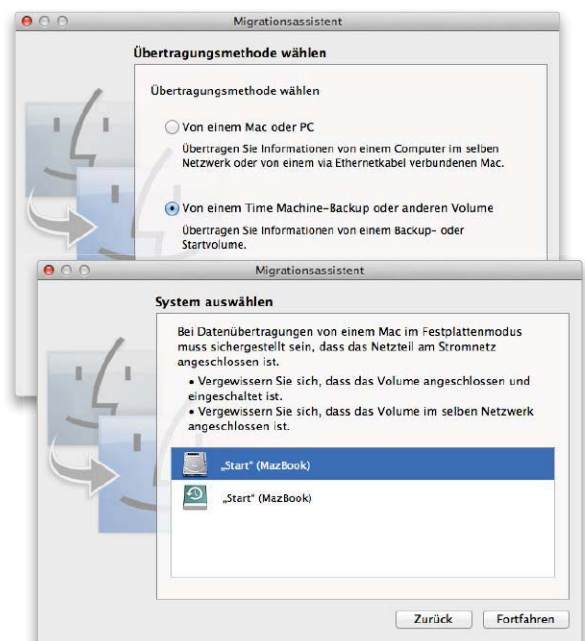 Migrationsassistent
Übertragungsmethode wählen
Übertragungsmethode wählen
Von einem Mac oder PC
Übertragen Sie Informationen von einem Computer im selben
Netzwerk oder von einem via Ethernetkabel verbundenen Mac.
Von einem Time Machine-Backup oder anderen Volume
Übertragen Sie Informationen von einem Backup- oder
Startvolume.
Migrationsassistent
System auswählen
Bei Datenübertragungen von einem Mac im Festplattenmodus
muss sichergestellt sein, dass das Netzteil am Stromnetz
angeschlossen ist.
• Vergewissern Sie sich, dass das Volume angeschlossen und
eingeschaltet ist.
• Vergewissern Sie sich, dass das Volume im selben Netzwerk
angeschlossen ist.
„Start“ (MazBook)
„Start“ (MazBook)
Zurück Fortfahren